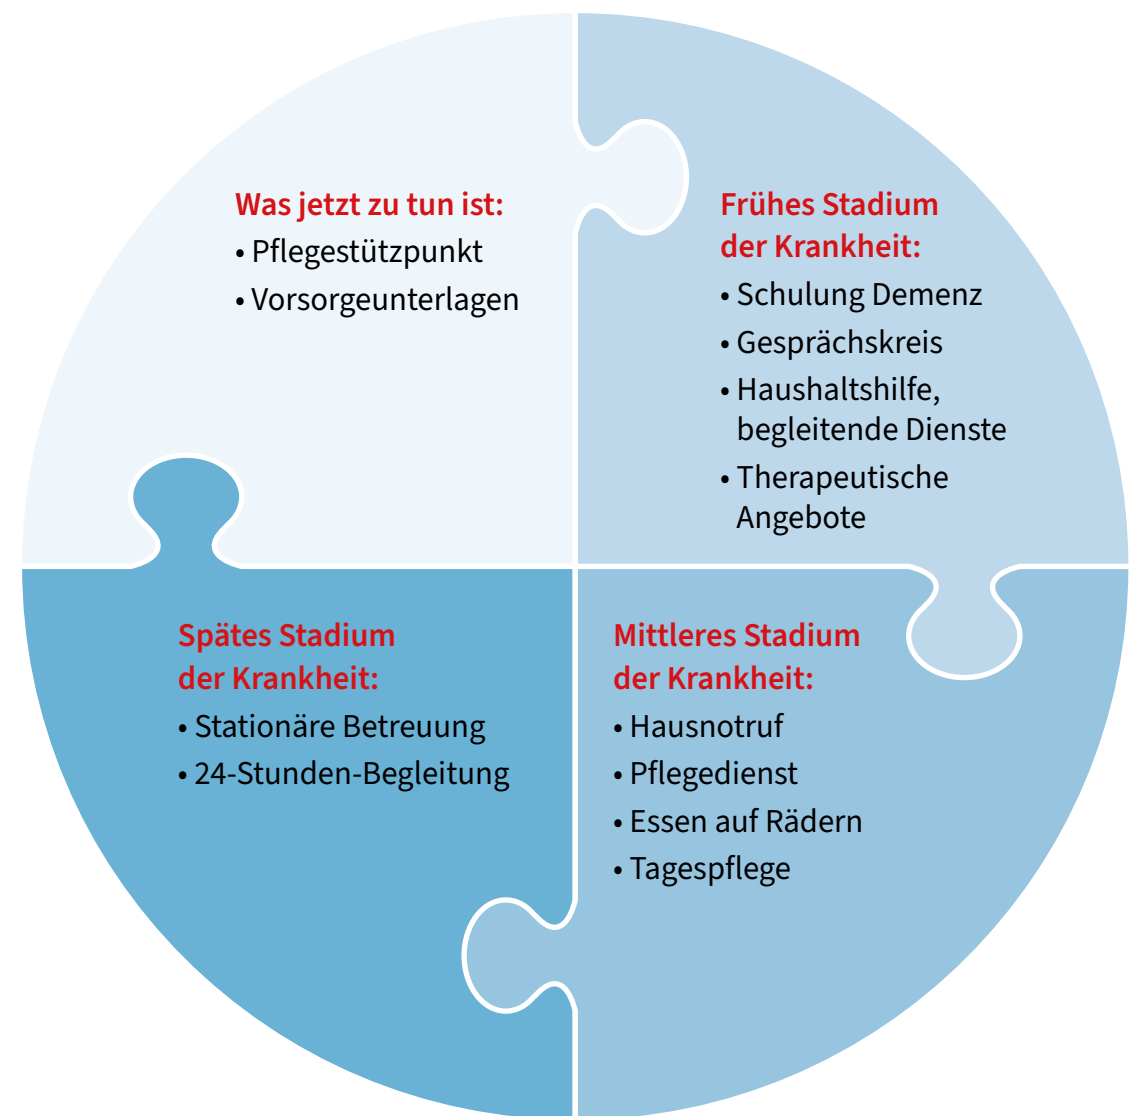 Was jetzt zu tun ist:
• Pflegestützpunkt
• Vorsorgeunterlagen
Frühes Stadium
der Krankheit:
• Schulung Demenz
• Gesprächskreis
• Haushaltshilfe,
begleitende Dienste
• Therapeutische
Angebote
Spätes Stadium
der Krankheit:
• Stationäre Betreuung
• 24-Stunden-Begleitung
Mittleres Stadium
der Krankheit:
• Hausnotruf
• Pflegedienst
• Essen auf Rädern
• Tagespflege